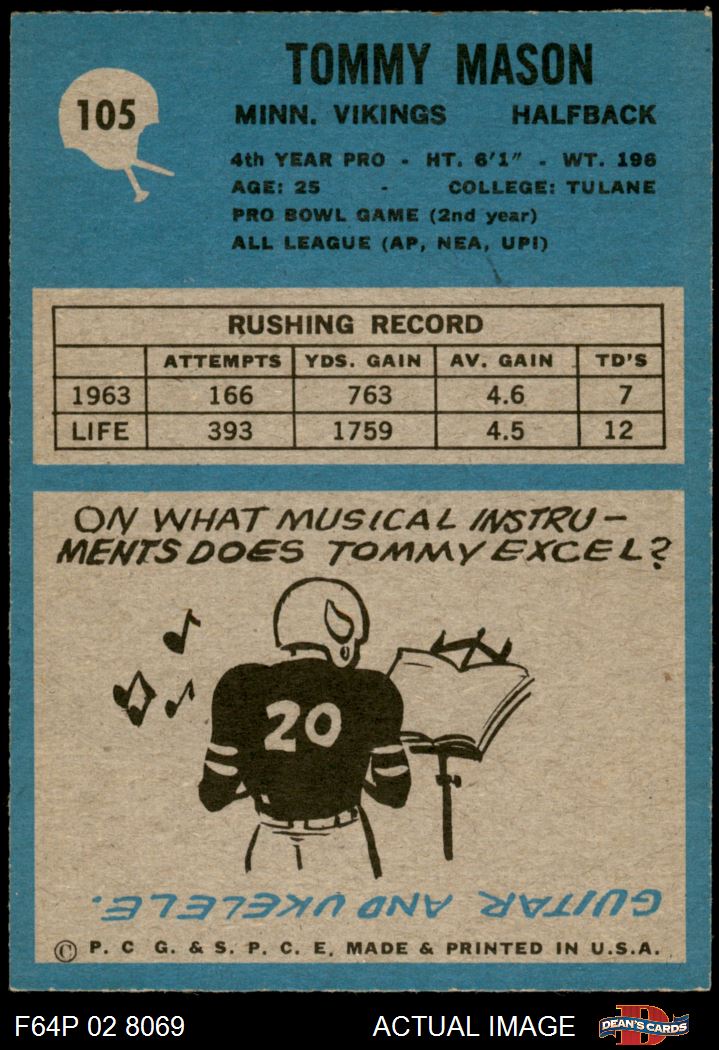 TOMMY MASON
105
MINN. VIKINGS HALFBACK
4th YEAR PRO - HT. 6'1" - WT. 196
AGE: 25 - COLLEGE: TULANE
PRO BOWL GAME (2nd year)
ALL LEAGUE (AP, NEA, UPI)
RUSHING RECORD
ATTEMPTS YDS. GAIN AV. GAIN TD'S
1963 166 763 4.6 7
LIFE 393 1759 4.5 12
ON WHAT MUSICAL INSTRU-
MENTS DOES TOMMY EXCEL?
20
GUITAR AND UKELELE.
© P. C G. & S. P. C. E. MADE & PRINTED IN U.S.A.
F64P 02 8069 ACTUAL IMAGE D DEAN'S CARDS